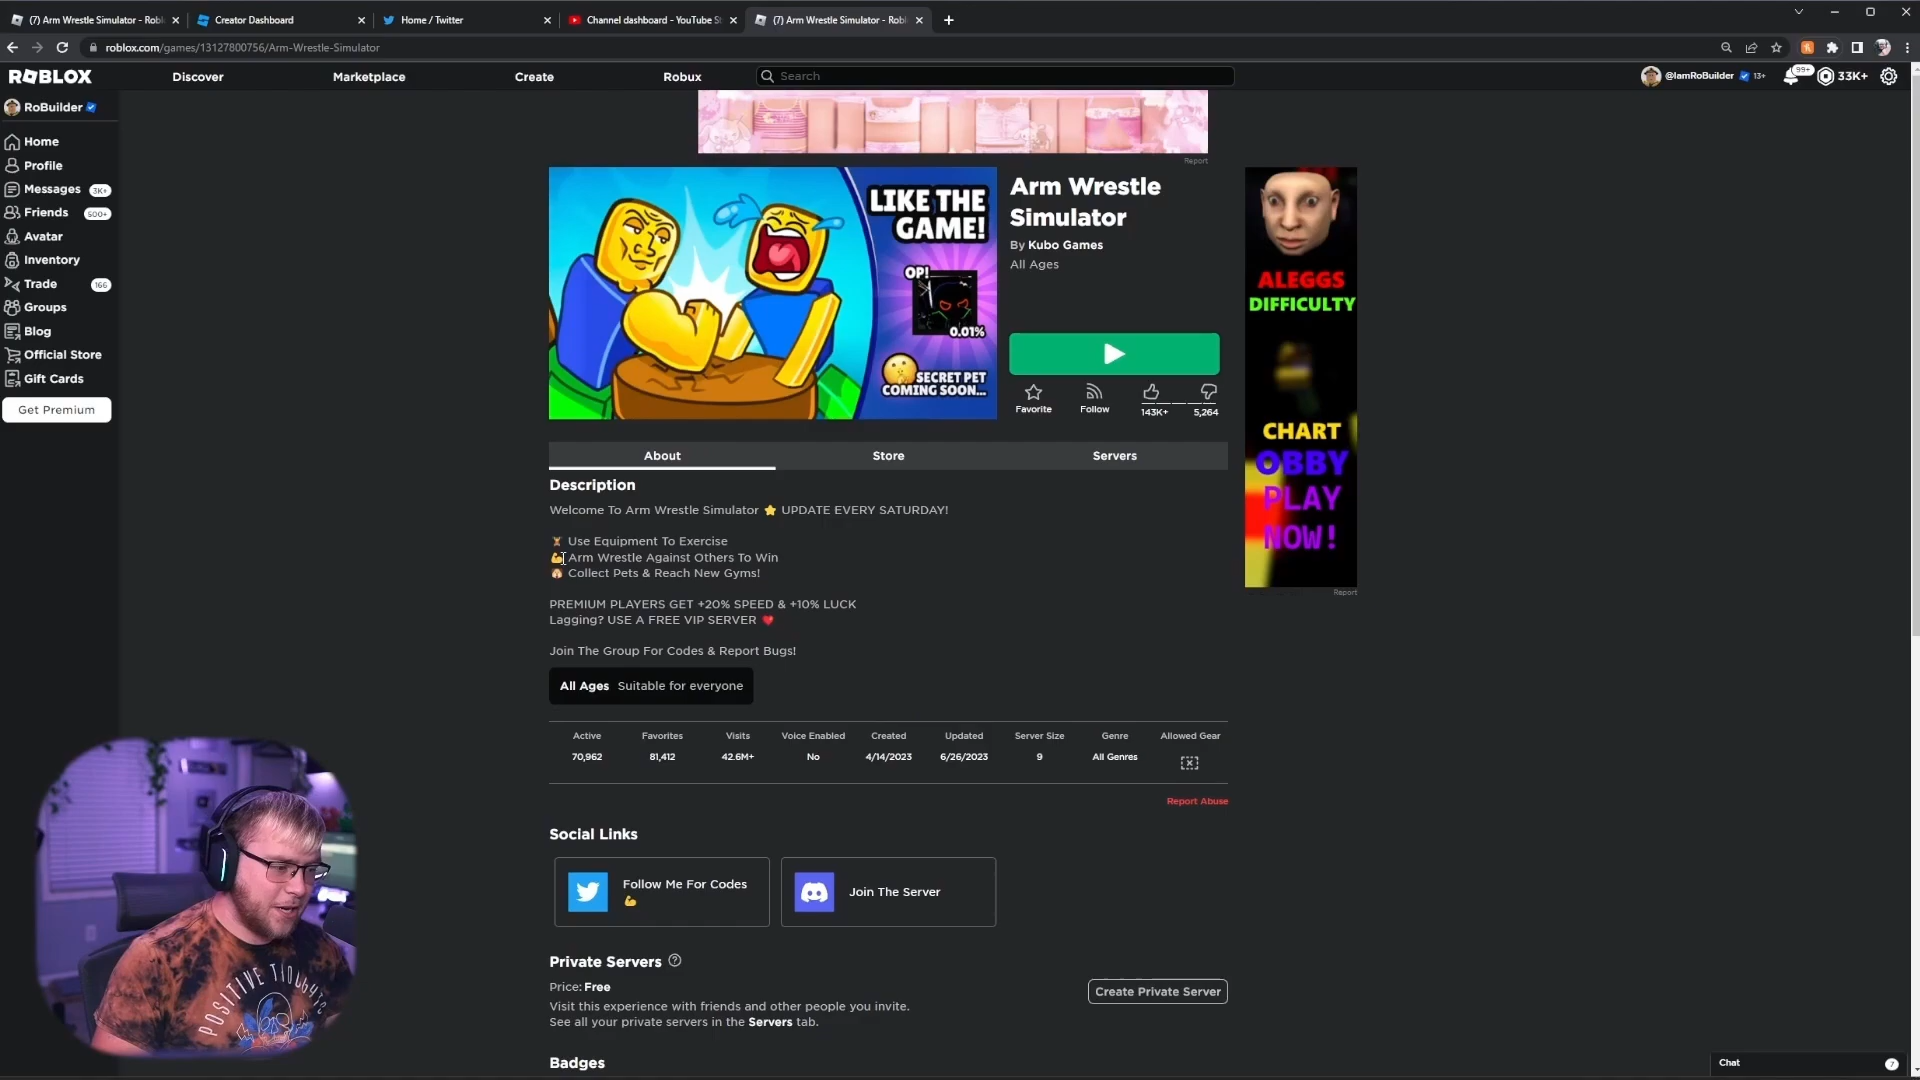 (7) Arm Wrestle Simulator - Robl
Creator Dashboard
Home / Twitter
Channel dashboard - YouTube St
(7) Arm Wrestle Simulator - Robl
roblox.com/games/13127800756/Arm-Wrestle-Simulator
ROBLOX
Discover
Marketplace
Create
Robux
Search
@IamRoBuilder
13+
99+
33K+
RoBuilder
Home
Profile
Messages 3K+
Friends 500+
Avatar
Inventory
Trade 166
Groups
Blog
Official Store
Gift Cards
Get Premium
Report
LIKE THE
GAME!
OP!
0.01%
SECRET PET
COMING SOON...
Arm Wrestle
Simulator
By Kubo Games
All Ages
Favorite
Follow
143K+
5,264
ALEGGS
DIFFICULTY
CHART
OBBY
PLAY
NOW!
Report
About
Store
Servers
Description
Welcome To Arm Wrestle Simulator ⭐ UPDATE EVERY SATURDAY!
🏋 Use Equipment To Exercise
💪 Arm Wrestle Against Others To Win
Collect Pets & Reach New Gyms!
PREMIUM PLAYERS GET +20% SPEED & +10% LUCK
Lagging? USE A FREE VIP SERVER ❤️
Join The Group For Codes & Report Bugs!
All Ages Suitable for everyone
Active Favorites Visits Voice Enabled Created Updated Server Size Genre Allowed Gear
70,962 81,412 42.6M+ No 4/14/2023 6/26/2023 9 All Genres
Report Abuse
Social Links
Follow Me For Codes
💪
Join The Server
Private Servers
Price: Free
Visit this experience with friends and other people you invite.
See all your private servers in the Servers tab.
Create Private Server
Badges
POSITIVE THOUGHTS
Chat
7